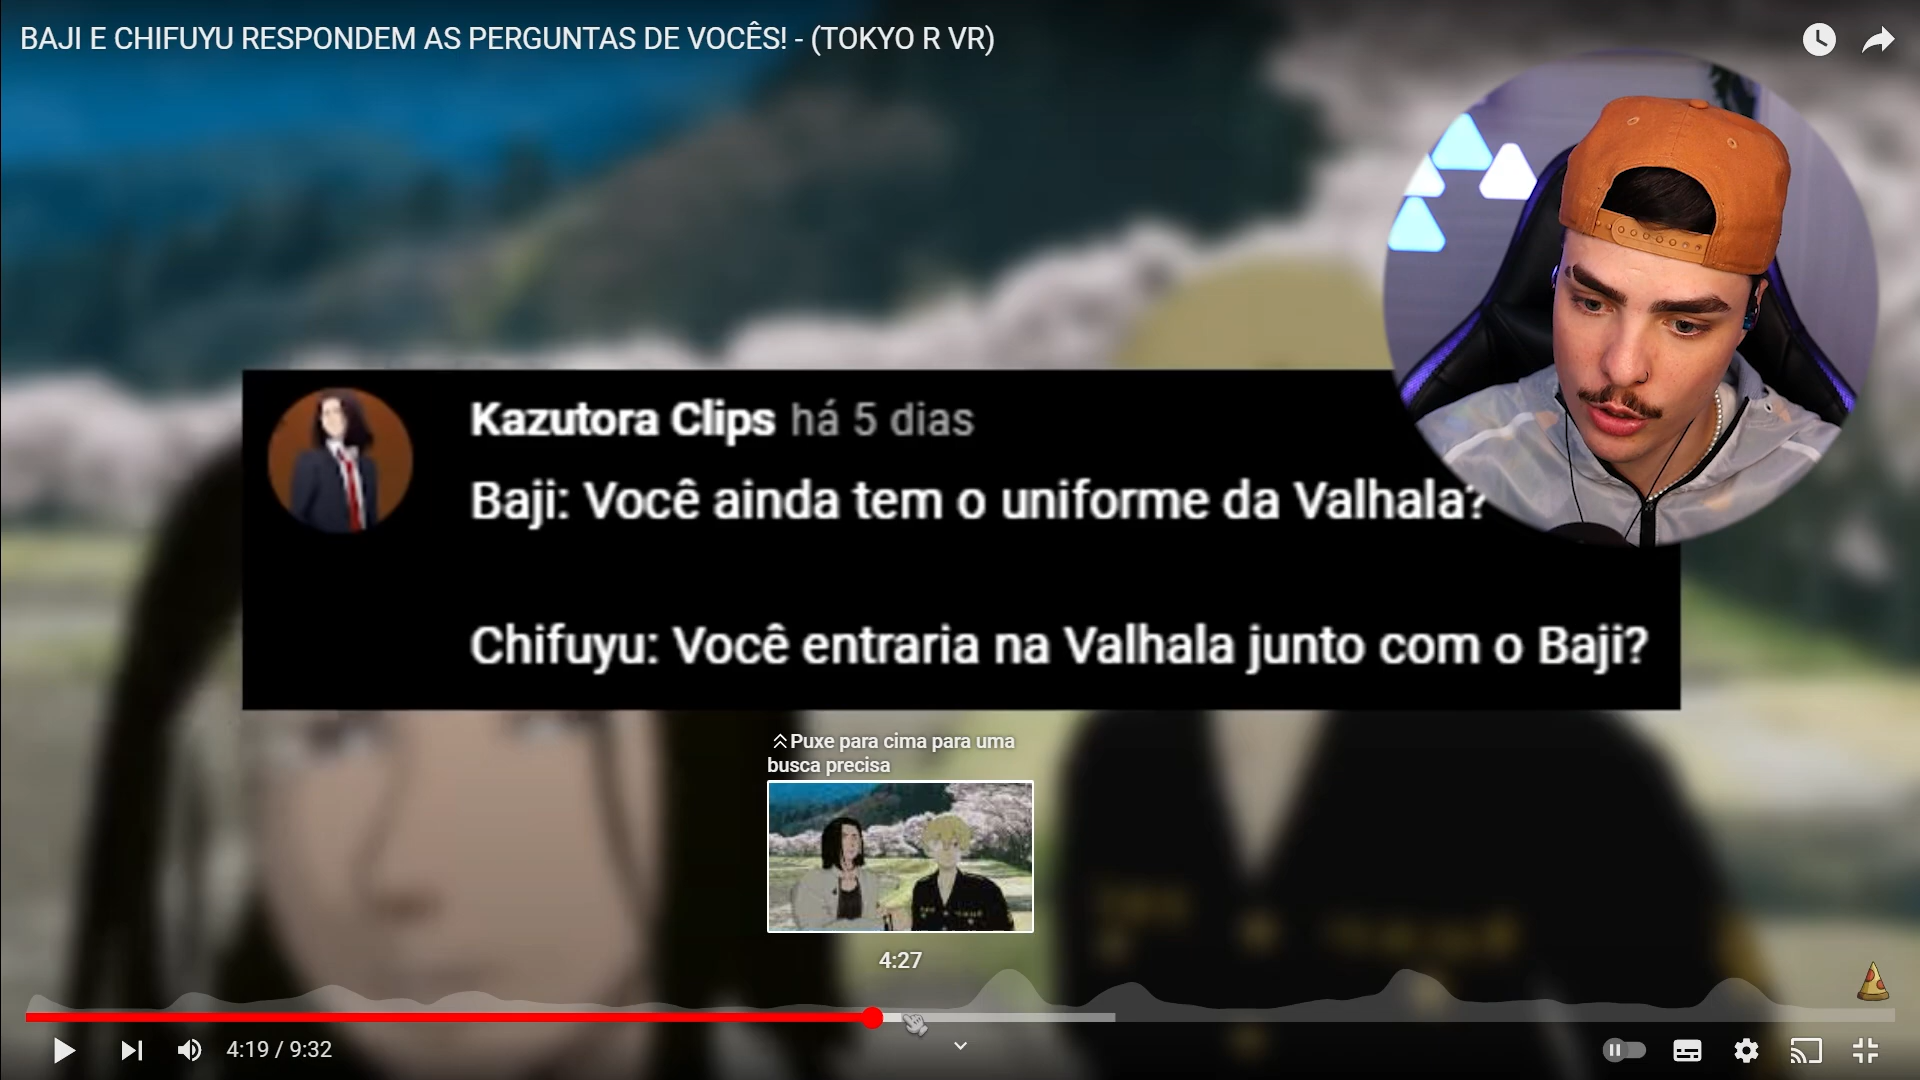 BAJI E CHIFUYU RESPONDEM AS PERGUNTAS DE VOCÊS! - (TOKYO R VR)
Kazutora Clips há 5 dias
Baji: Você ainda tem o uniforme da Valhala?
Chifuyu: Você entraria na Valhala junto com o Baji?
Puxe para cima para uma
busca precisa
4:27
4:19 / 9:32